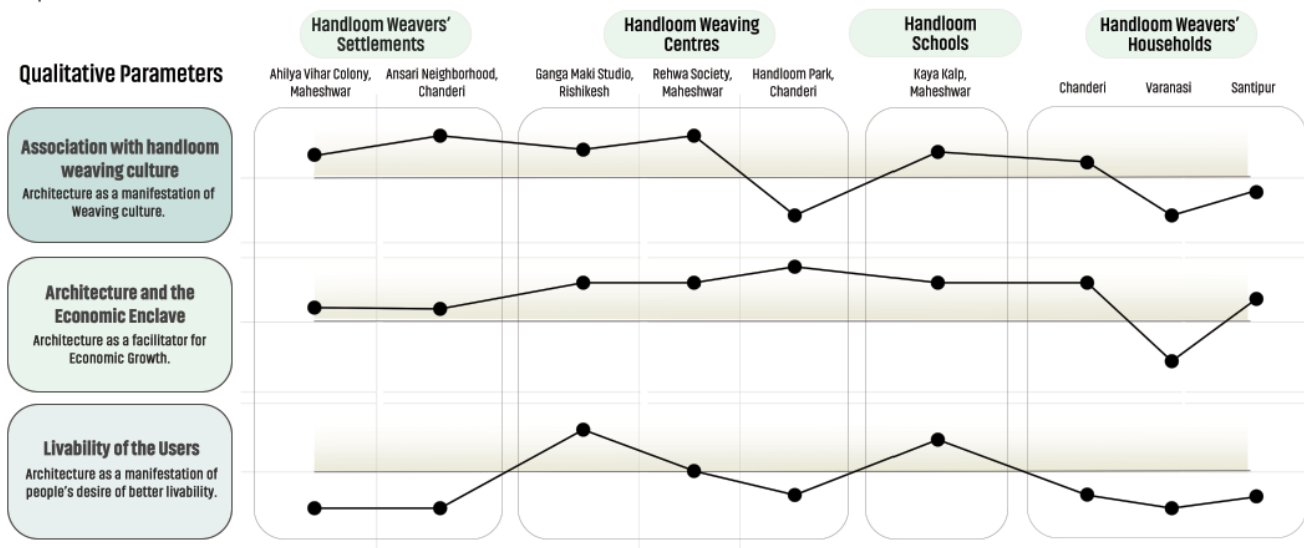 Handloom Weavers'
Settlements
Handloom Weaving
Centres
Handloom
Schools
Handloom Weavers'
Households
Qualitative Parameters
Ahilya Vihar Colony,
Maheshwar
Ansari Neighborhood,
Chanderi
Ganga Maki Studio,
Rishikesh
Rehwa Society,
Maheshwar
Handloom Park,
Chanderi
Kaya Kalp,
Maheshwar
Chanderi
Varanasi
Santipur
Association with handloom
weaving culture
Architecture as a manifestation of
Weaving culture.
Architecture and the
Economic Enclave
Architecture as a facilitator for
Economic Growth.
Livability of the Users
Architecture as a manifestation of
people's desire of better livability.